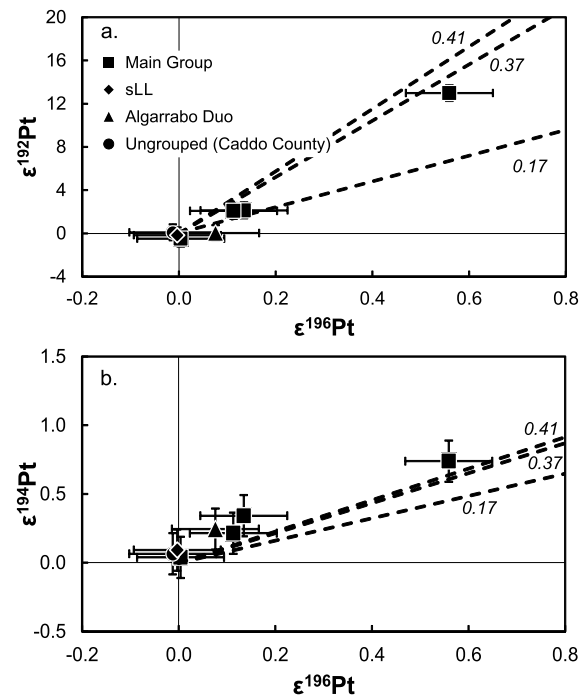 20
a.
0.41
Main Group
16
0.37
sLL
12
Algarrabo Duo
ε¹⁹²Pt
8
Ungrouped (Caddo County)
4
0.17
0
-4
-0.2 0.0 0.2 0.4 0.6 0.8
ε¹⁹⁶Pt
1.5
b.
1.0
0.41
0.37
ε¹⁹⁴Pt
0.5
0.17
0.0
-0.5
-0.2 0.0 0.2 0.4 0.6 0.8
ε¹⁹⁶Pt